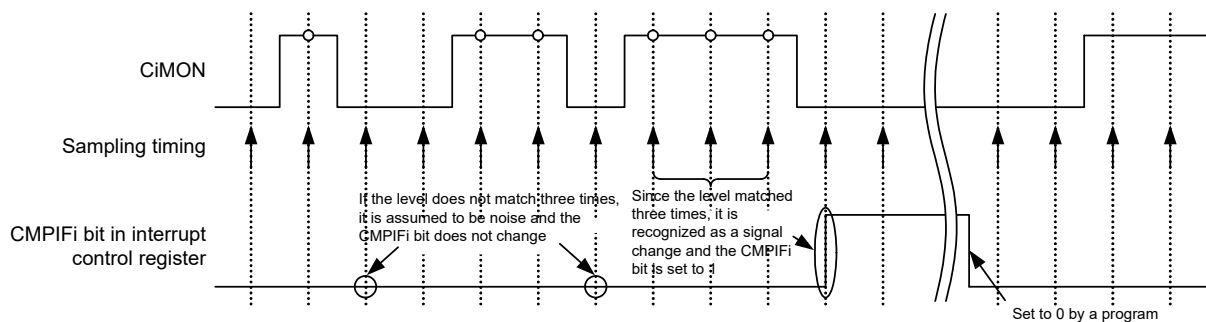 CiMON
Sampling timing
If the level does not match three times,
it is assumed to be noise and the
CMPIFi bit does not change
Since the level matched
three times, it is
recognized as a signal
change and the CMPIFi
bit is set to 1
CMPIFi bit in interrupt
control register
Set to 0 by a program